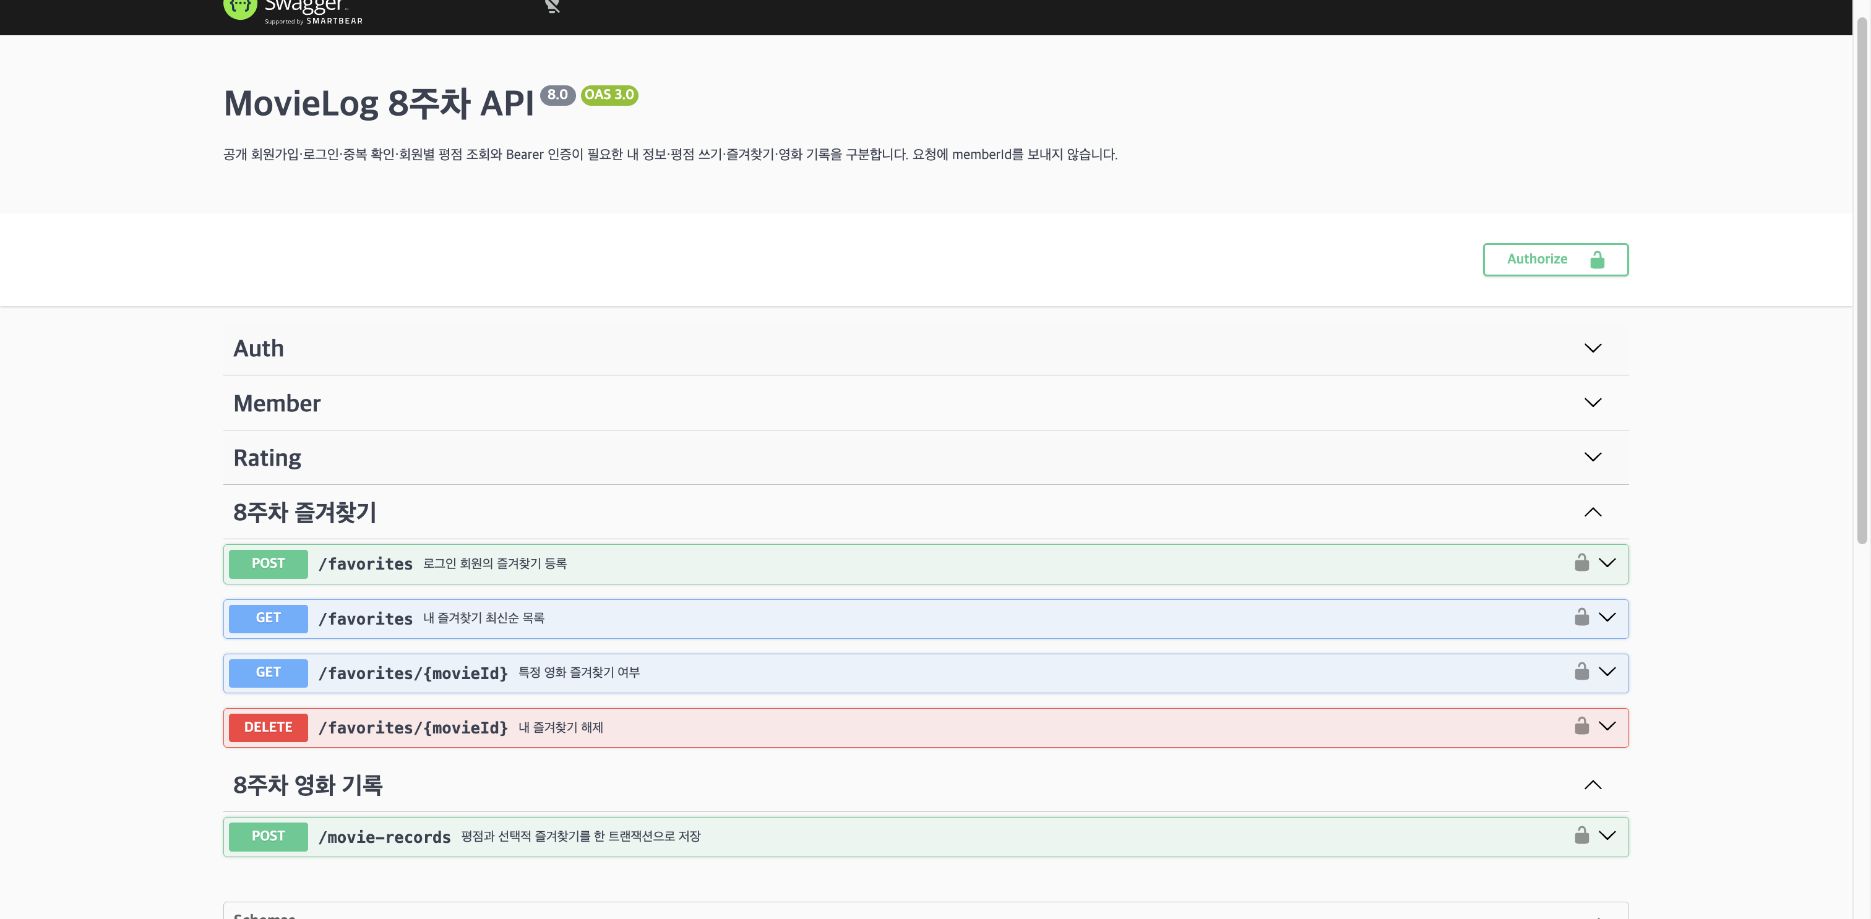 Swagger
Supported by SMARTBEAR
MovieLog 8주차 API 8.0 OAS 3.0
공개 회원가입·로그인·중복 확인·회원별 평점 조회와 Bearer 인증이 필요한 내 정보·평점 쓰기·즐겨찾기·영화 기록을 구분합니다. 요청에 memberId를 보내지 않습니다.
Authorize
Auth
Member
Rating
8주차 즐겨찾기
POST /favorites 로그인 회원의 즐겨찾기 등록
GET /favorites 내 즐겨찾기 최신순 목록
GET /favorites/{movieId} 특정 영화 즐겨찾기 여부
DELETE /favorites/{movieId} 내 즐겨찾기 해제
8주차 영화 기록
POST /movie-records 평점과 선택적 즐겨찾기를 한 트랜잭션으로 저장
Schemas